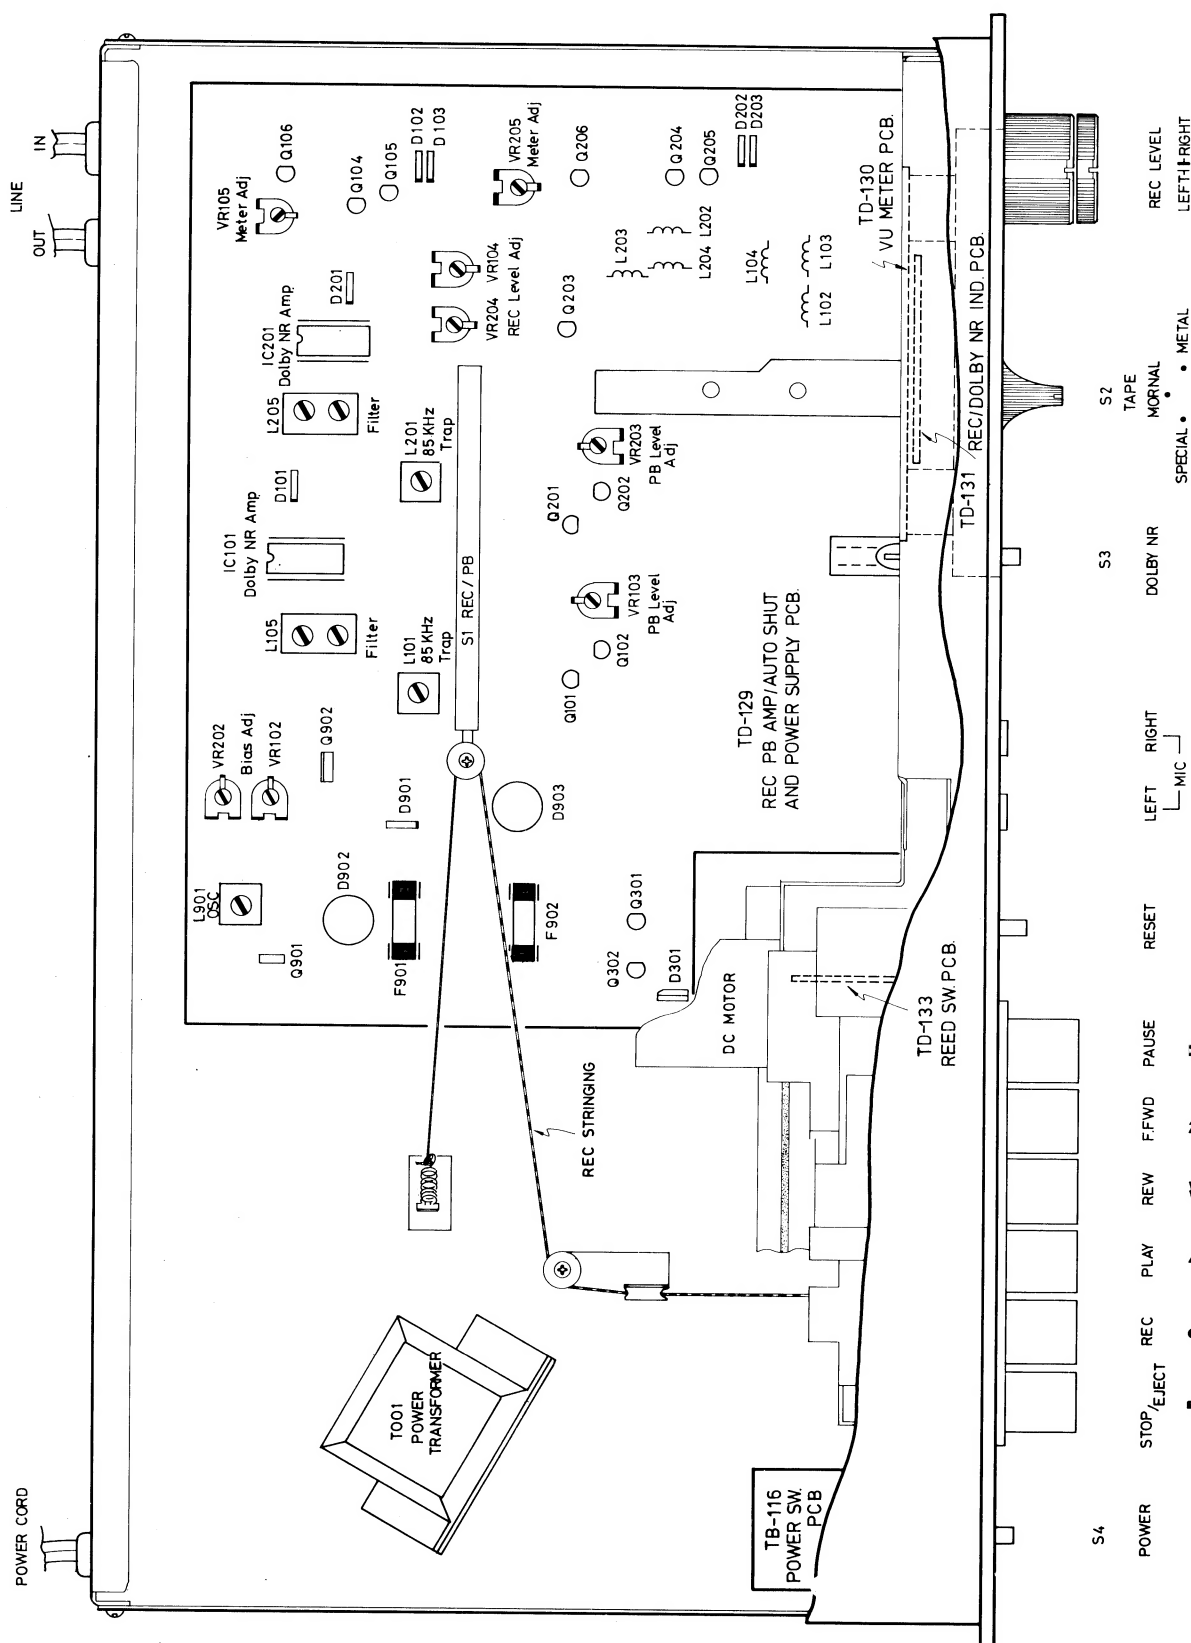 POWER CORD
LINE
OUT
IN
L901
OSC
VR202
Bias Adj
VR102
Q901
D902
Q902
L105
Filter
IC101
Dolby NR Amp
D101
L205
Filter
IC201
Dolby NR Amp
D201
VR105
Meter Adj
Q106
Q104
Q105
D102
D103
F901
D901
L101
85 KHz
Trap
L201
85 KHz
Trap
VR204
VR104
REC Level Adj
VR205
Meter Adj
S1 REC / PB
F902
D903
Q101
Q102
VR103
PB Level
Adj
Q201
Q202
VR203
PB Level
Adj
Q203
Q206
L203
L204
L202
Q204
Q205
D202
D203
L104
L102
L103
T001
POWER
TRANSFORMER
REC STRINGING
Q302
Q301
D301
DC MOTOR
TD-129
REC PB AMP/AUTO SHUT
AND POWER SUPPLY PCB.
TD-130
VU METER PCB.
TB-116
POWER SW.
PCB
TD-133
REED SW. PCB.
TD-131
REC/DOLBY NR IND. PCB.
S4
S3
S2
POWER
STOP/EJECT
REC
PLAY
REW
F.FWD
PAUSE
RESET
LEFT
RIGHT
MIC
DOLBY NR
TAPE
MORNAL
SPECIAL • • • METAL
REC LEVEL
LEFT RIGHT